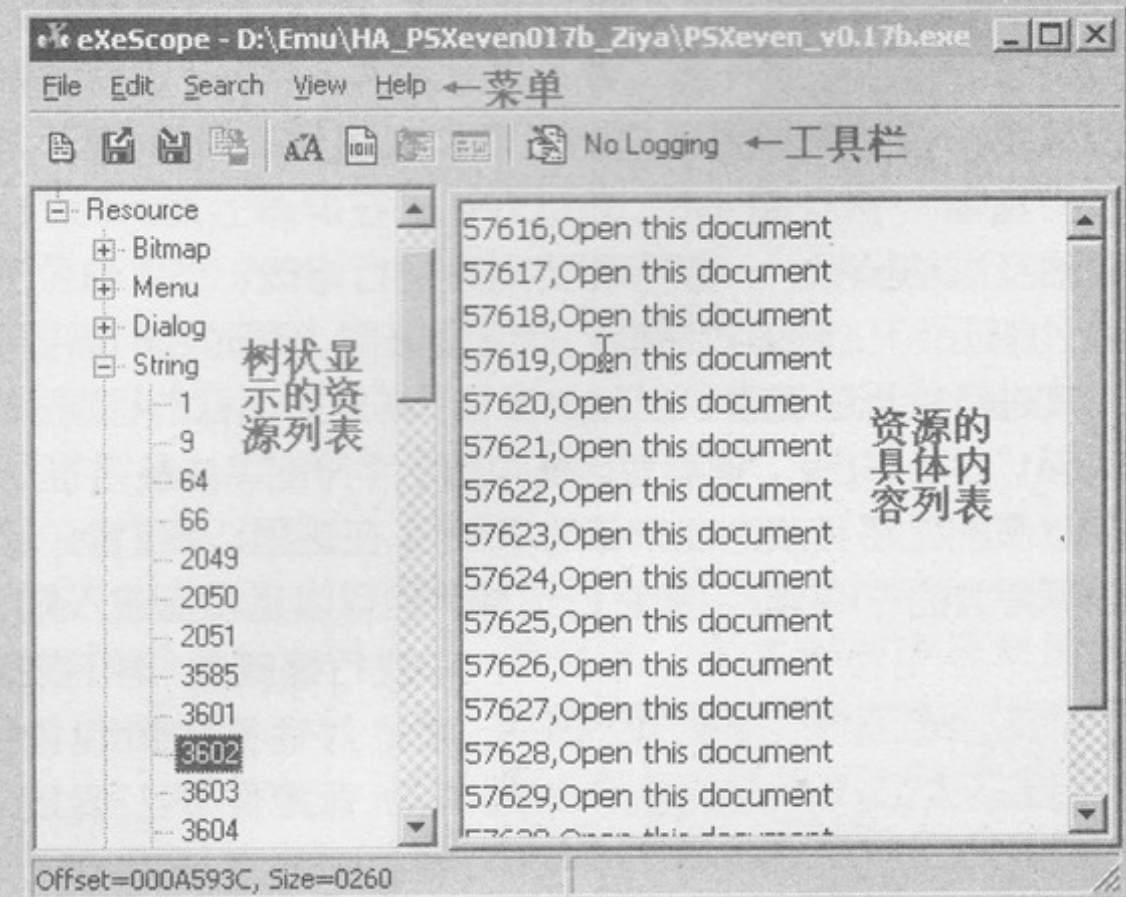 eXeScope - D:\Emu\HA_PSXeven017b_Ziya\PSXeven_v0.17b.exe
File Edit Search View Help ←菜单
No Logging ←工具栏
Resource
Bitmap
Menu
Dialog
String
1
9
64
66
2049
2050
2051
3585
3601
3602
3603
3604
树状显
示的资
源列表
57616,Open this document
57617,Open this document
57618,Open this document
57619,Open this document
57620,Open this document
57621,Open this document
57622,Open this document
57623,Open this document
57624,Open this document
57625,Open this document
57626,Open this document
57627,Open this document
57628,Open this document
57629,Open this document
资源的
具体内
容列表
Offset=000A593C, Size=0260